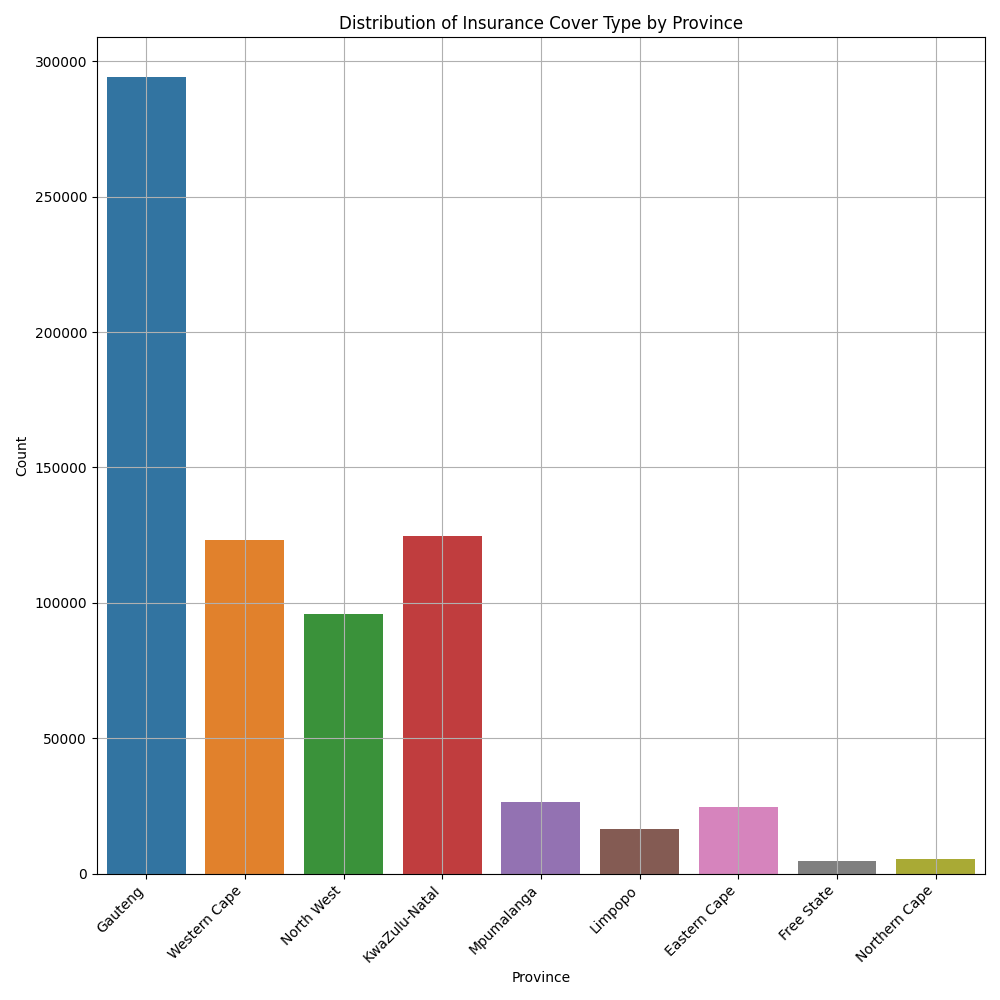 Distribution of Insurance Cover Type by Province
Count
300000
250000
200000
150000
100000
50000
0
Gauteng
Western Cape
North West
KwaZulu-Natal
Mpumalanga
Limpopo
Eastern Cape
Free State
Northern Cape
Province